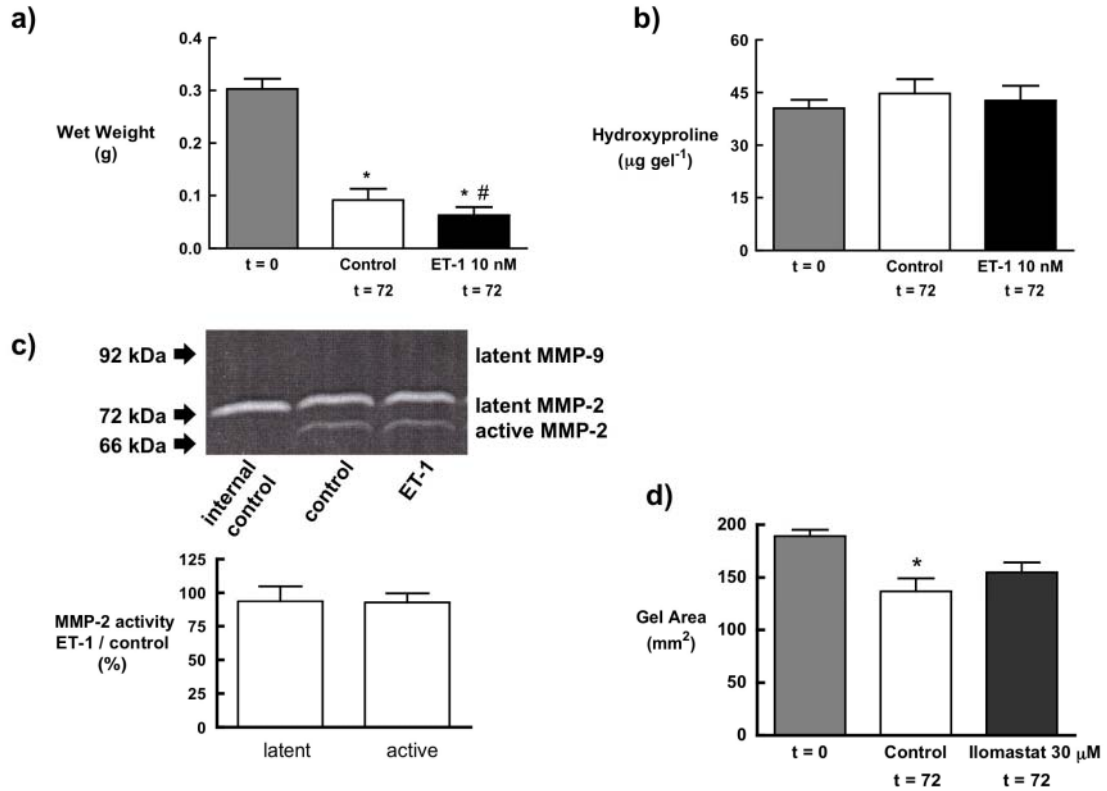 a)
0.4
0.3
0.2
0.1
0.0
Wet Weight
(g)
*
* #
t = 0
Control
ET-1 10 nM
t = 72
t = 72
b)
60
45
30
15
0
Hydroxyproline
(μg gel⁻¹)
t = 0
Control
ET-1 10 nM
t = 72
t = 72
c)
92 kDa
latent MMP-9
72 kDa
latent MMP-2
active MMP-2
66 kDa
internal
control
control
ET-1
125
100
75
50
25
0
MMP-2 activity
ET-1 / control
(%)
latent
active
d)
200
150
100
50
0
Gel Area
(mm²)
*
t = 0
Control
Ilomastat 30 μM
t = 72
t = 72